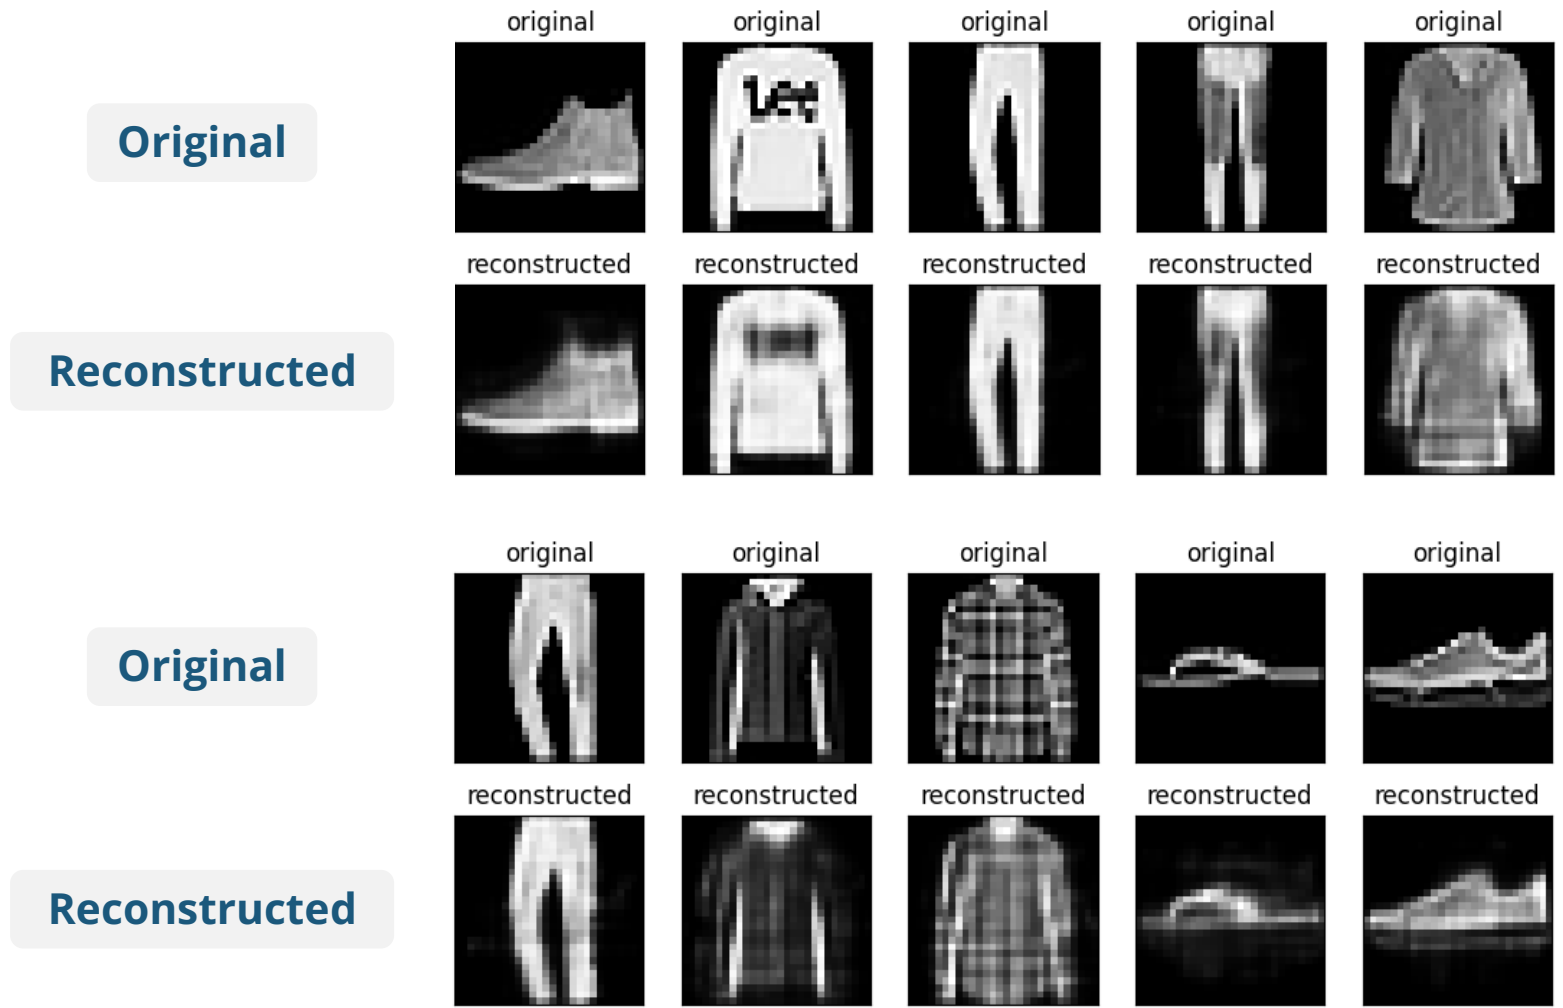 original original original original original
Original
Lee
reconstructed reconstructed reconstructed reconstructed reconstructed
Reconstructed
original original original original original
Original
reconstructed reconstructed reconstructed reconstructed reconstructed
Reconstructed